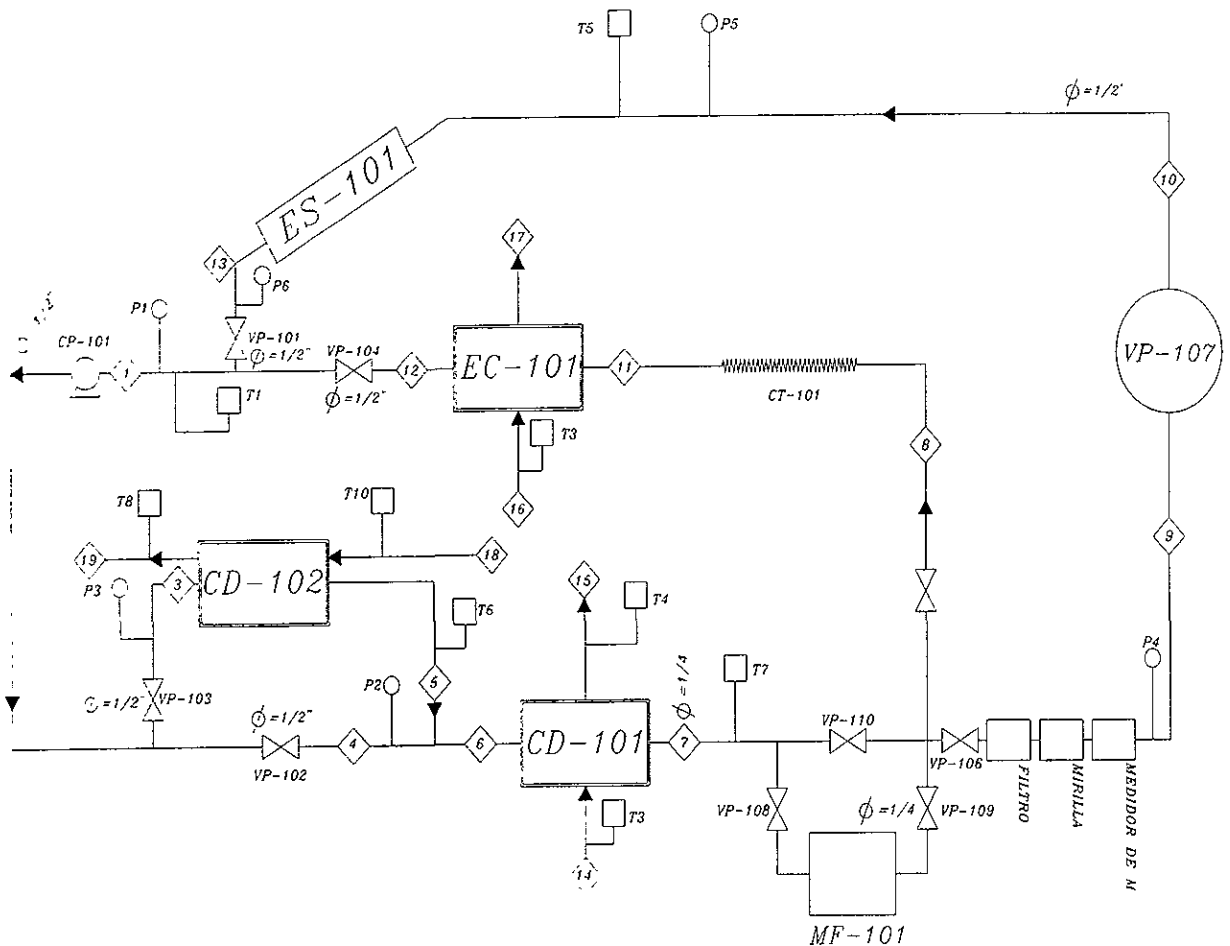 T5
P5
ϕ=1/2"
ES-101
10
13
17
P6
P1
CP-101
VP-101
ϕ=1/2"
VP-104
1
12
EC-101
11
CT-101
VP-107
T1
ϕ=1/2"
T3
8
16
T8
T10
9
19
18
P3
3
CD-102
15
T4
T6
P4
P2
5
ϕ=1/4
T7
=1/2"
VP-103
ϕ=1/2"
VP-110
4
6
CD-101
7
VP-102
VP-106
FILTRO
MIRILLA
MEDIDOR DE M
T3
VP-108
ϕ=1/4
VP-109
14
MF-101